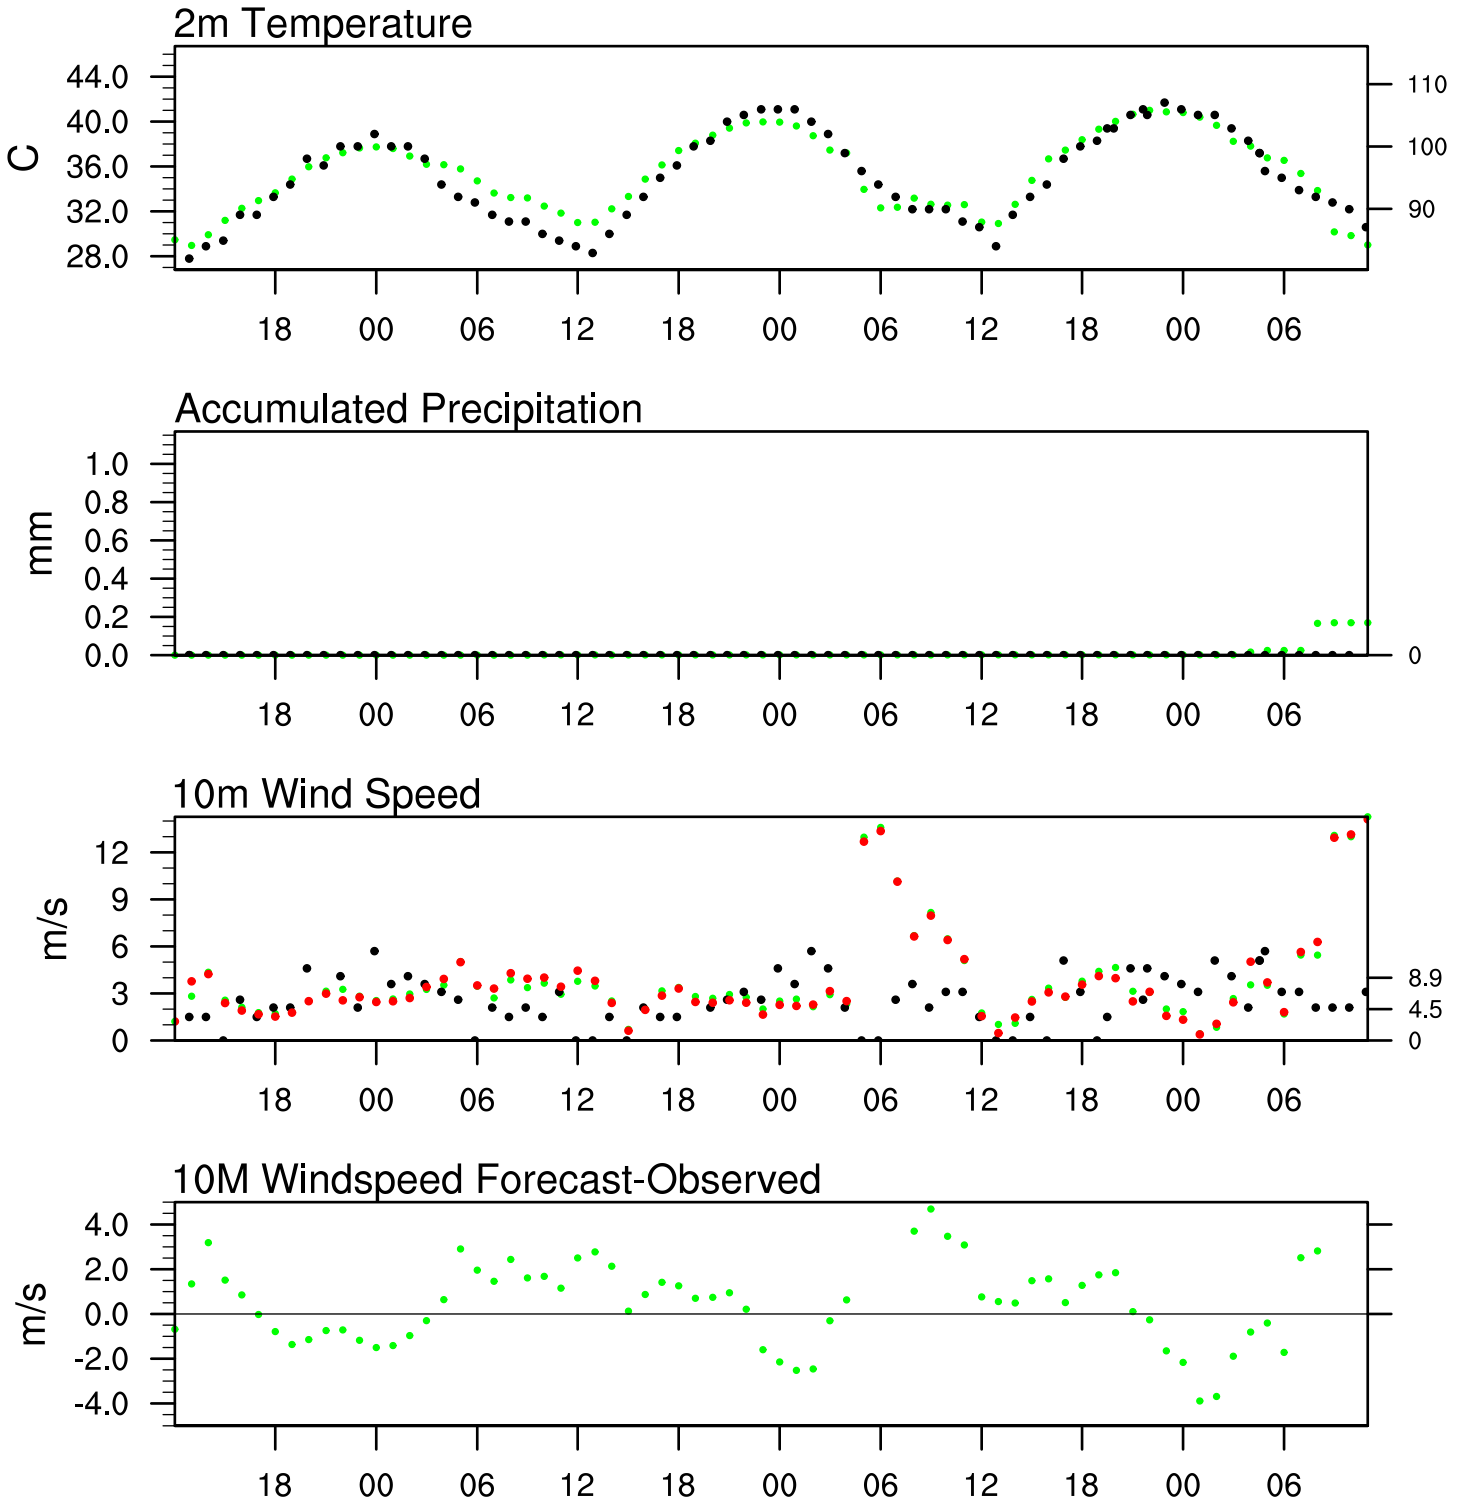 2m Temperature
44.0
40.0
36.0
32.0
28.0
C
110
100
90
18 00 06 12 18 00 06 12 18 00 06
Accumulated Precipitation
1.0
0.8
0.6
0.4
0.2
0.0
mm
0
18 00 06 12 18 00 06 12 18 00 06
10m Wind Speed
12
9
6
3
0
m/s
8.9
4.5
0
18 00 06 12 18 00 06 12 18 00 06
10M Windspeed Forecast-Observed
4.0
2.0
0.0
-2.0
-4.0
m/s
18 00 06 12 18 00 06 12 18 00 06